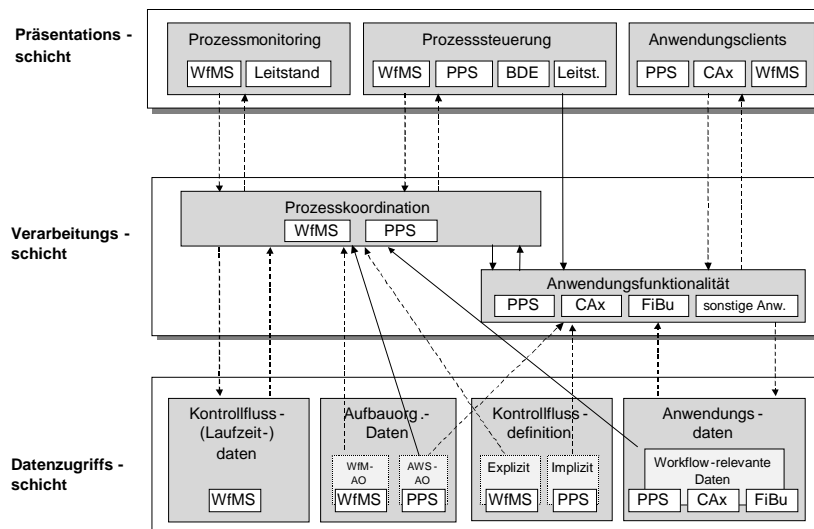 Präsentations -
schicht
Prozessmonitoring
WfMS
Leitstand
Prozesssteuerung
WfMS
PPS
BDE
Leitst.
Anwendungsclients
PPS
CAx
WfMS
Verarbeitungs -
schicht
Prozesskoordination
WfMS
PPS
Anwendungsfunktionalität
PPS
CAx
FiBu
sonstige Anw.
Datenzugriffs -
schicht
Kontrollfluss -
(Laufzeit-)
daten
WfMS
Aufbauorg .-
Daten
WfM-
AO
WfMS
AWS -
AO
PPS
Kontrollfluss -
definition
Explizit
WfMS
Implizit
PPS
Anwendungs -
daten
Workflow-relevante
Daten
PPS
CAx
FiBu